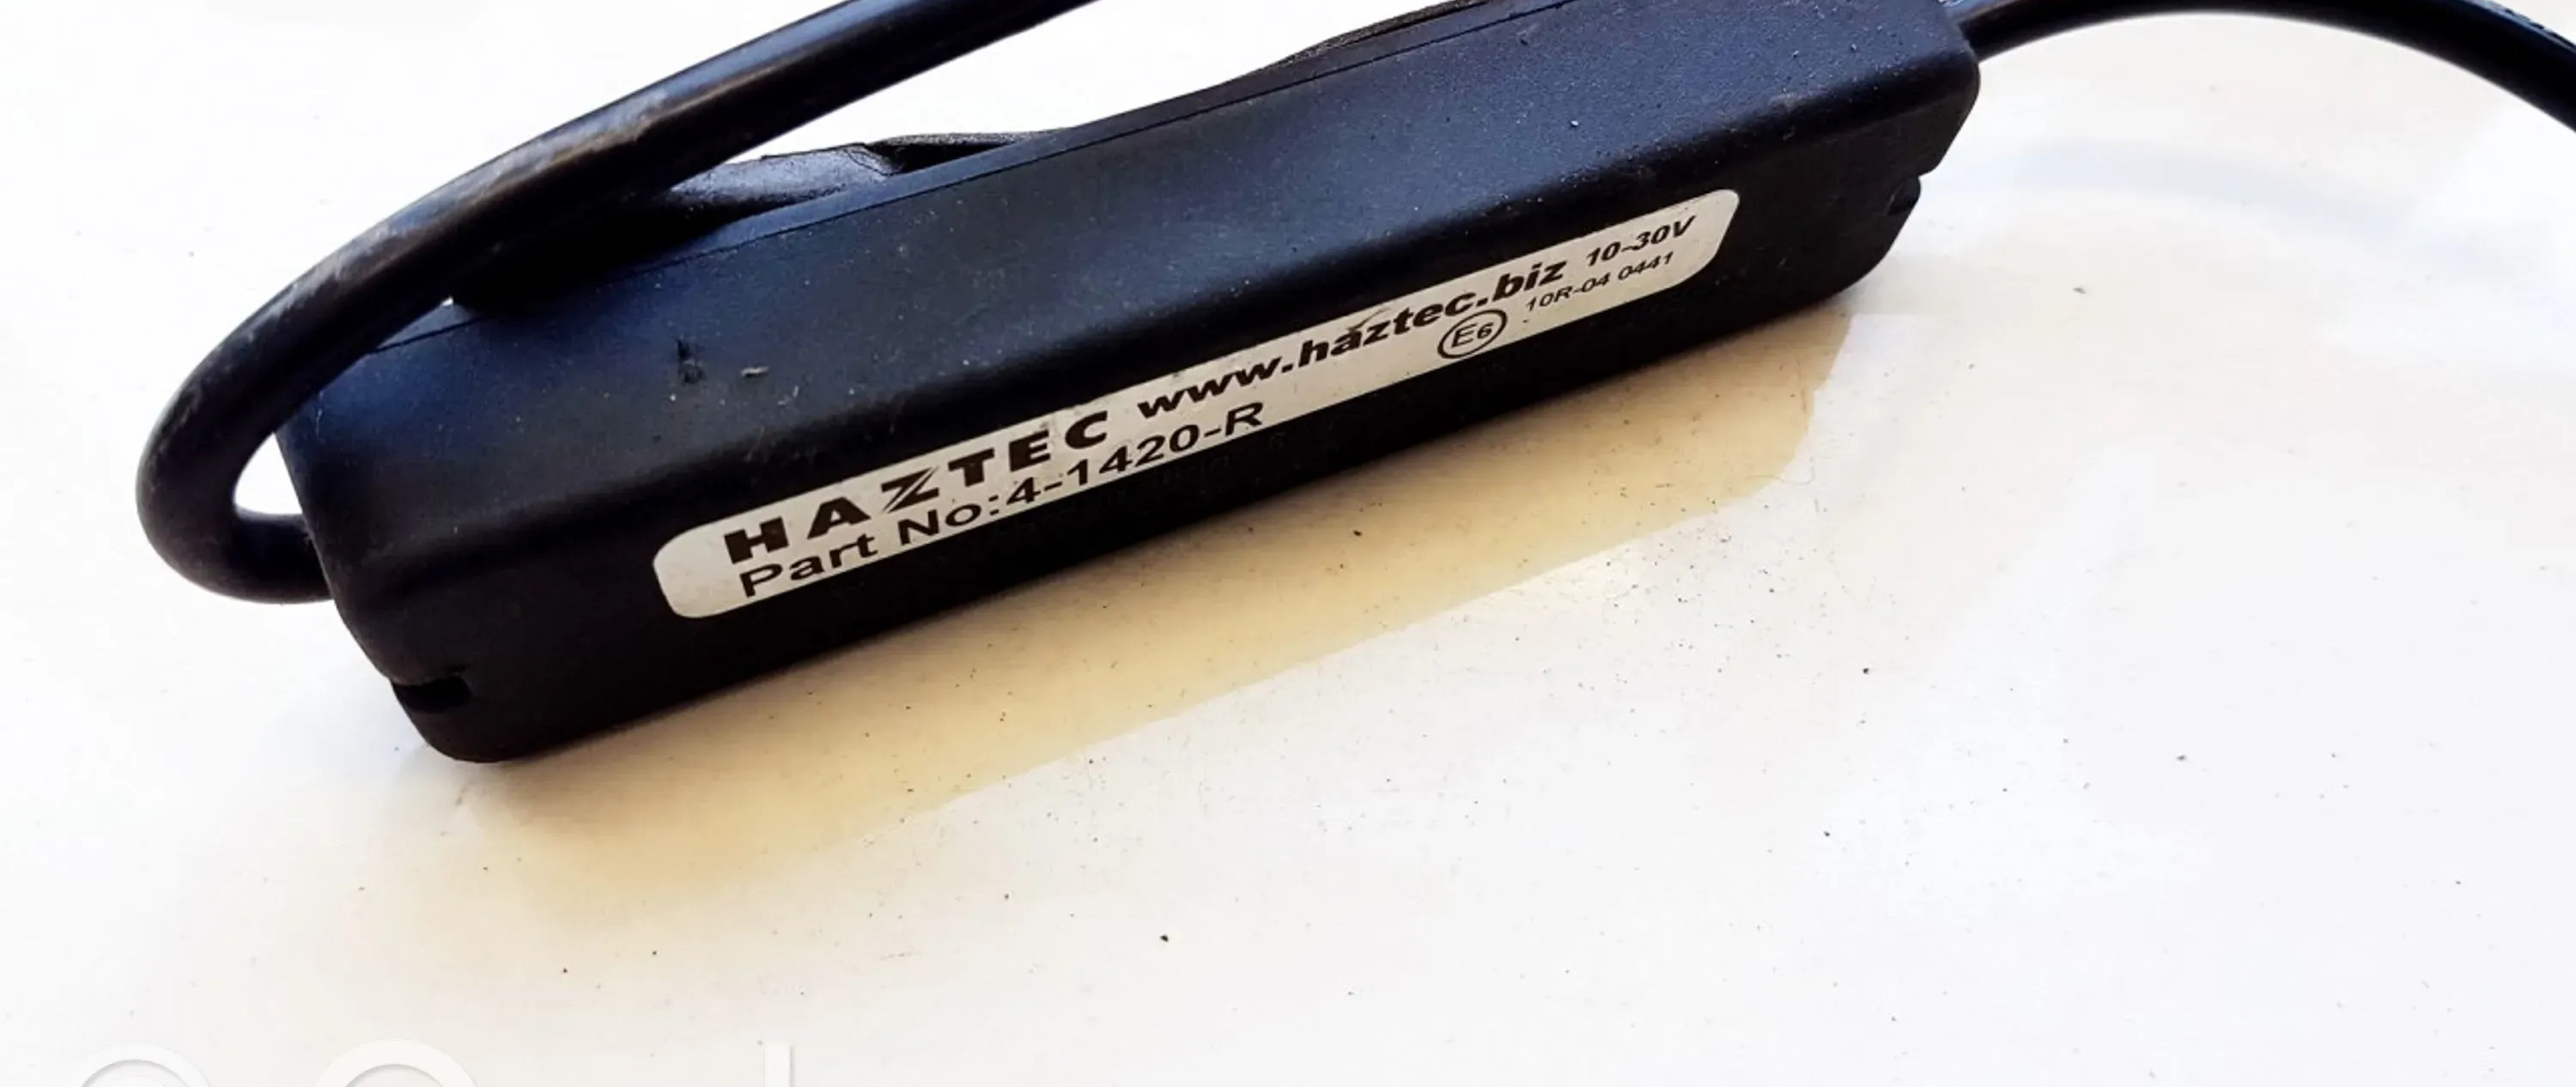 HAZTEC www.haztec.biz 10-30V
Part No:4-1420-R E6 10R-04 0441